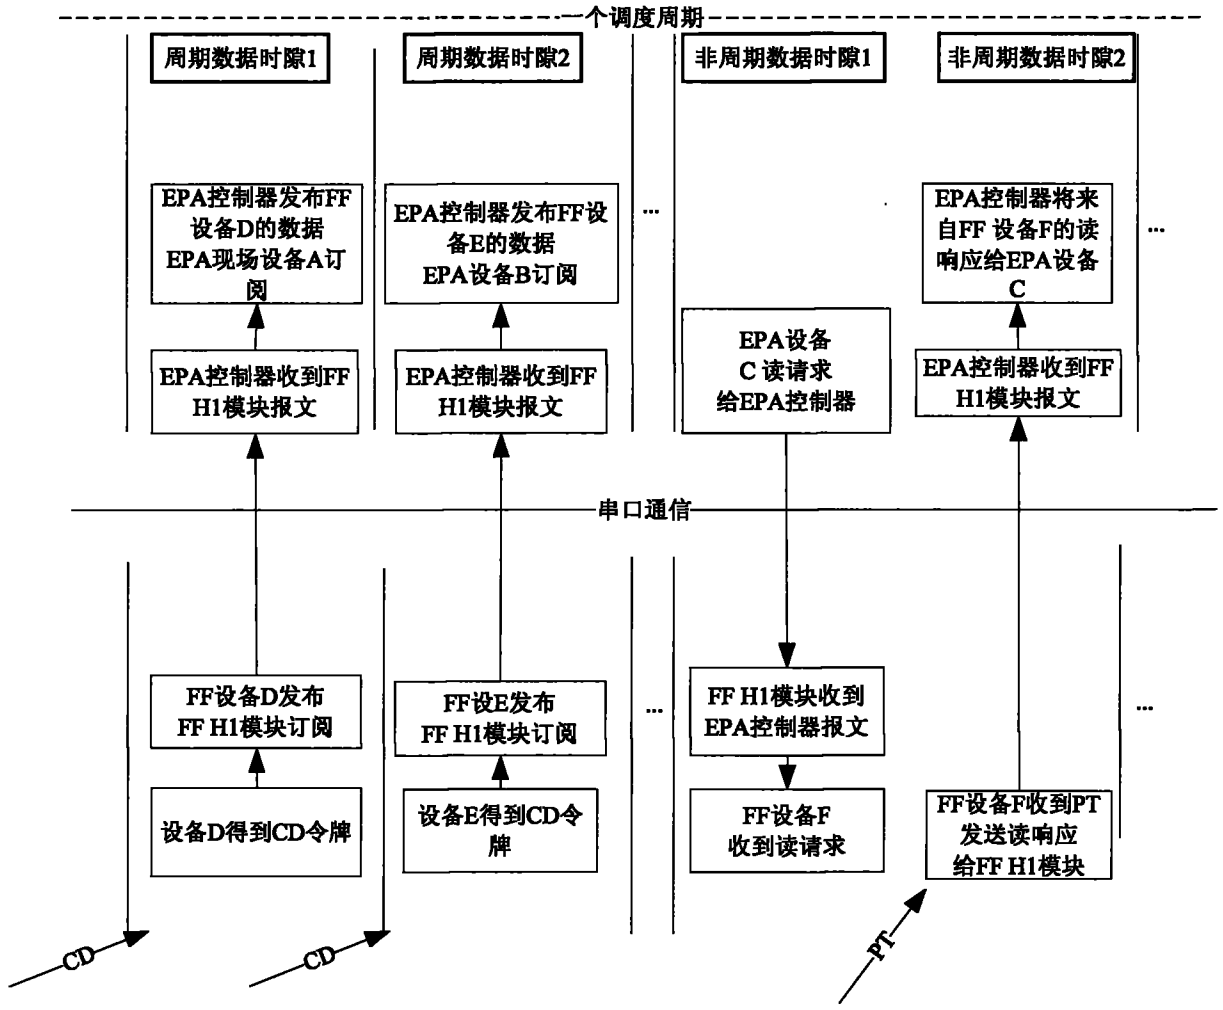 一个调度周期
周期数据时隙1
周期数据时隙2
非周期数据时隙1
非周期数据时隙2
EPA控制器发布FF
设备D的数据
EPA现场设备A订
阅
EPA控制器发布FF设
备E的数据
EPA设备B订阅
...
EPA控制器将来
自FF 设备F的读
响应给EPA设备
C
...
EPA控制器收到FF
H1模块报文
EPA控制器收到FF
H1模块报文
EPA设备
C 读请求
给EPA控制器
EPA控制器收到FF
H1模块报文
串口通信
FF设备D发布
FF H1模块订阅
FF设E发布
FF H1模块订阅
...
FF H1模块收到
EPA控制器报文
...
设备D得到CD令牌
设备E得到CD令
牌
FF设备F
收到读请求
FF设备F收到PT
发送读响应
给FF H1模块
CD
CD
PT